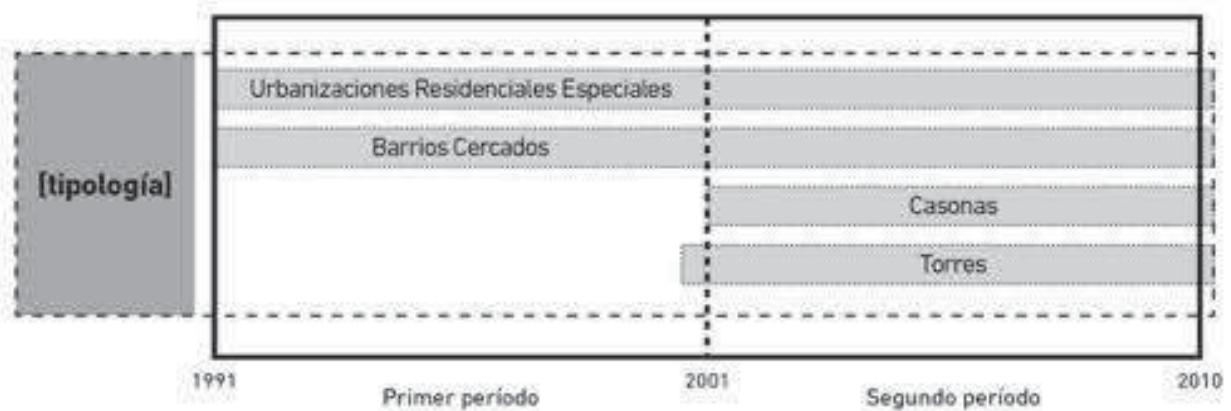 Urbanizaciones Residenciales Especiales
Barrios Cercados
[tipología]
Casonas
Torres
1991
Primer período
2001
Segundo período
2010